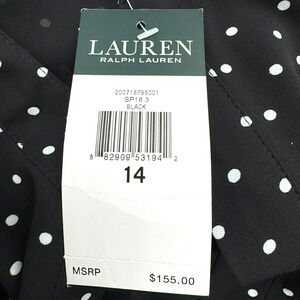 LAUREN
RALPH LAUREN
200718795001
SP18 3
BLACK
8 82909 53194 2
14
MSRP $155.00